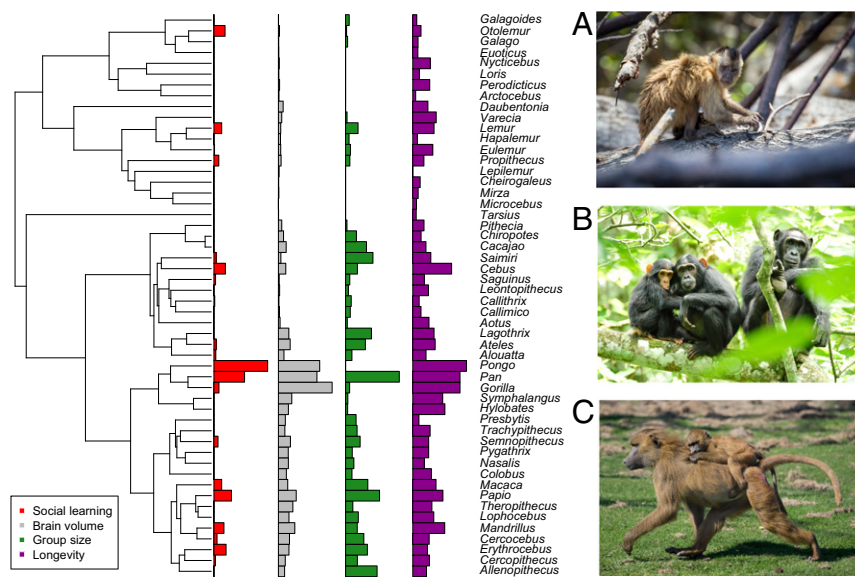 Galagoides
Otolemur
Galago
Euoticus
Nycticebus
Loris
Perodicticus
Arctocebus
Daubentonia
Varecia
Lemur
Hapalemur
Eulemur
Propithecus
Lepilemur
Cheirogaleus
Mirza
Microcebus
Tarsius
Pithecia
Chiropotes
Cacajao
Saimiri
Cebus
Saguinus
Leontopithecus
Callithrix
Callimico
Aotus
Lagothrix
Ateles
Alouatta
Pongo
Pan
Gorilla
Symphalangus
Hylobates
Presbytis
Trachypithecus
Semnopithecus
Pygathrix
Nasalis
Colobus
Macaca
Papio
Theropithecus
Lophocebus
Mandrillus
Cercocebus
Erythrocebus
Cercopithecus
Allenopithecus
Social learning
Brain volume
Group size
Longevity
A
B
C